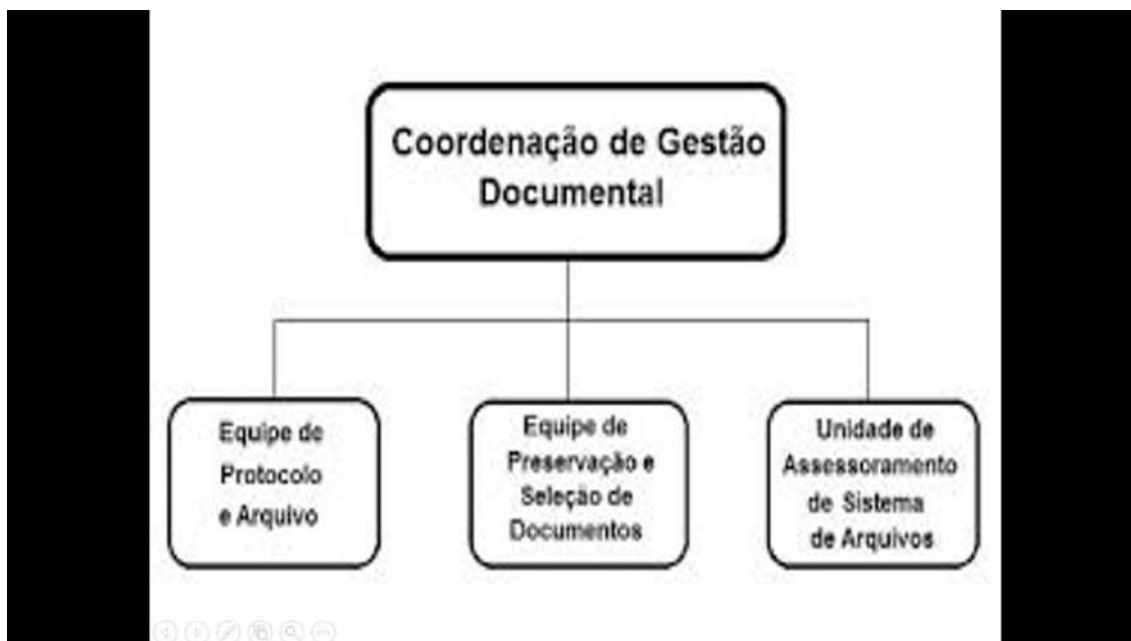 Coordenação de Gestão
Documental
Equipe de
Protocolo
e Arquivo
Equipe de
Preservação e
Seleção de
Documentos
Unidade de
Assessoramento
de Sistema
de Arquivos